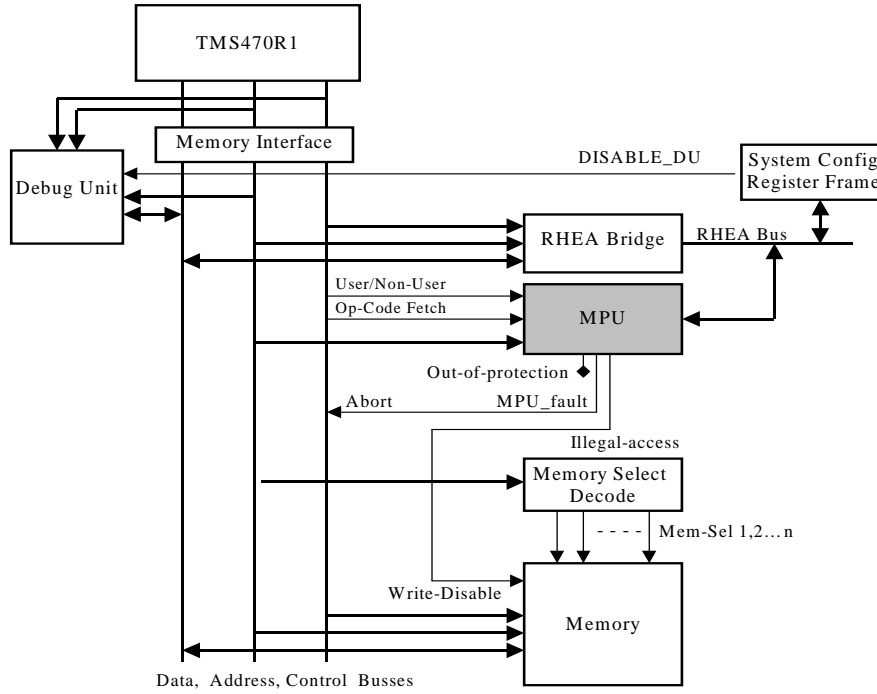 TMS470R1
Memory Interface
DISABLE_DU
System Config
Register Frame
Debug Unit
RHEA Bridge
RHEA Bus
User/Non-User
Op-Code Fetch
MPU
Out-of-protection
Abort
MPU_fault
Illegal-access
Memory Select
Decode
Mem-Sel 1,2...n
Write-Disable
Memory
Data, Address, Control Busses